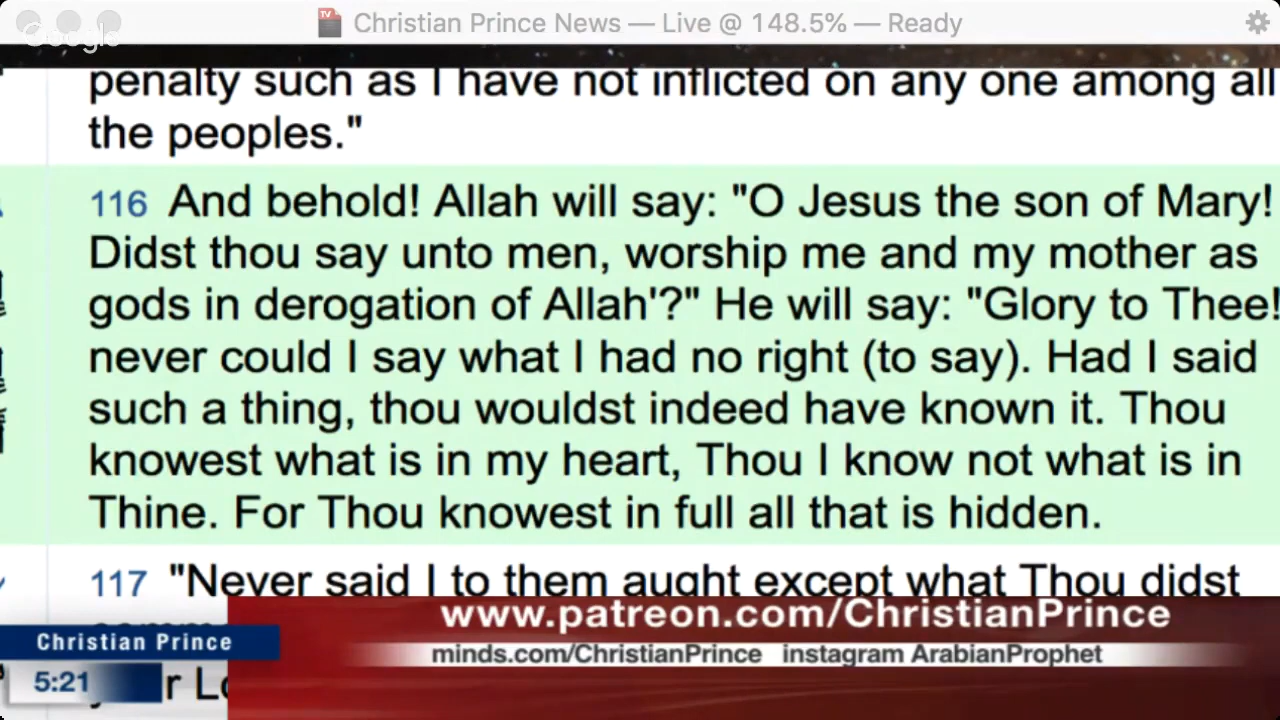 Christian Prince News — Live @ 148.5% — Ready
Google
penalty such as I have not inflicted on any one among all
the peoples."
116 And behold! Allah will say: "O Jesus the son of Mary!
Didst thou say unto men, worship me and my mother as
gods in derogation of Allah'?" He will say: "Glory to Thee!
never could I say what I had no right (to say). Had I said
such a thing, thou wouldst indeed have known it. Thou
knowest what is in my heart, Thou I know not what is in
Thine. For Thou knowest in full all that is hidden.
117 "Never said I to them aught except what Thou didst
www.patreon.com/ChristianPrince
Christian Prince
minds.com/ChristianPrince instagram ArabianProphet
5:21